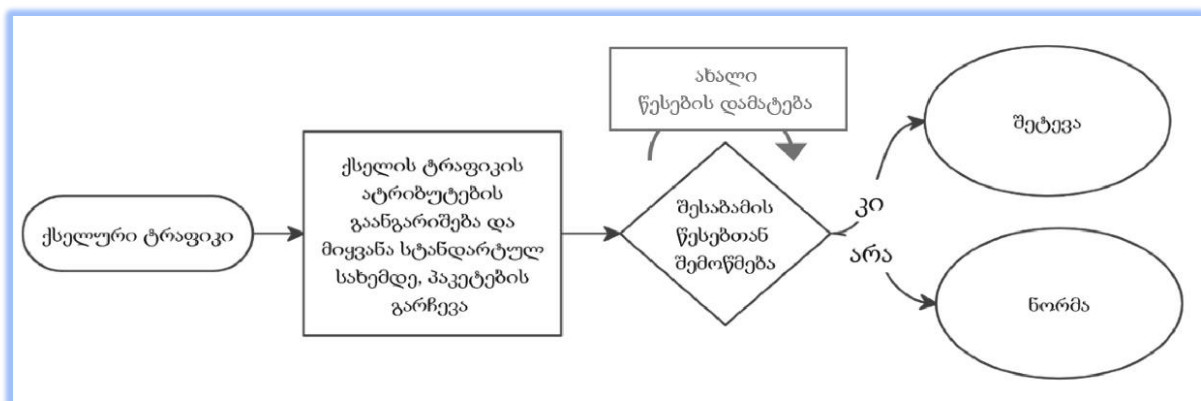 ქსელური ტრაფიკი
ქსელის ტრაფიკის
ატრიბუტების
გაანგარიშება და
მიყვანა სტანდარტულ
სახემდე, პაკეტების
გარჩევა
ახალი
წესების დამატება
შესაბამის
წესებთან
შემოწმება
კი
არა
შეტევა
ნორმა